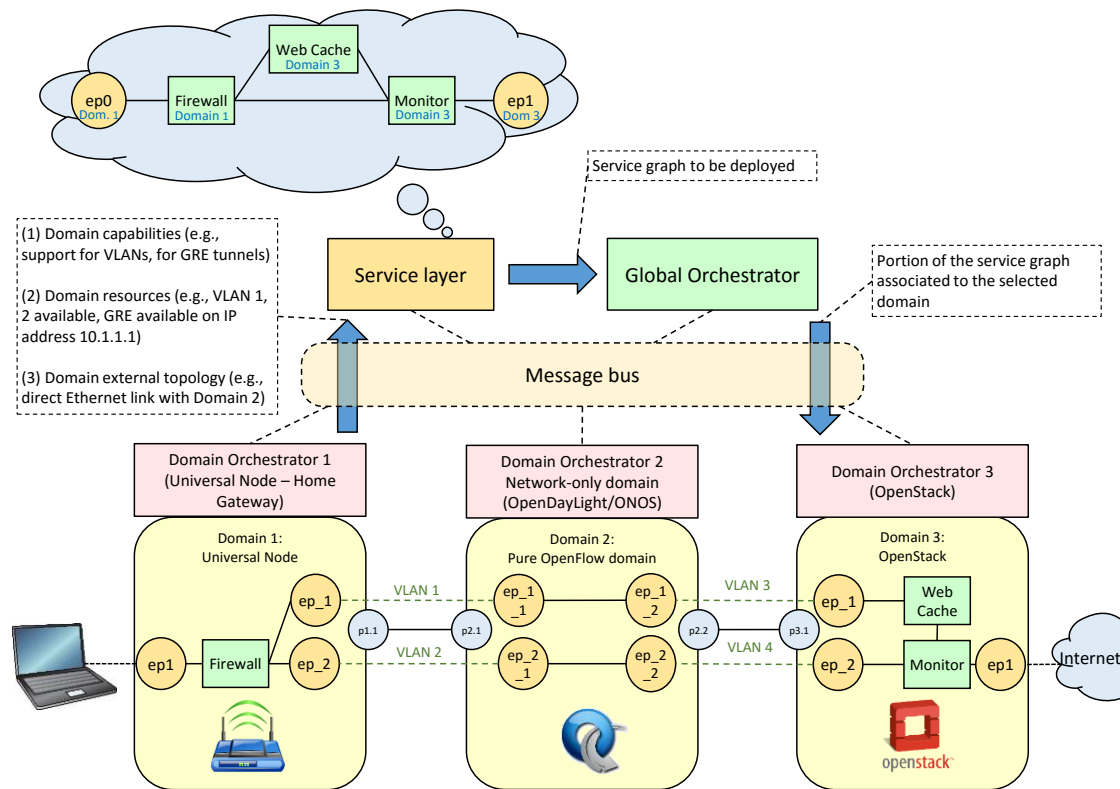 Web Cache
Domain 3
ep0
Dom. 1
Firewall
Domain 1
Monitor
Domain 3
ep1
Dom 3
Service graph to be deployed
(1) Domain capabilities (e.g.,
support for VLANs, for GRE tunnels)
(2) Domain resources (e.g., VLAN 1,
2 available, GRE available on IP
address 10.1.1.1)
(3) Domain external topology (e.g.,
direct Ethernet link with Domain 2)
Service layer
Global Orchestrator
Portion of the service graph
associated to the selected
domain
Message bus
Domain Orchestrator 1
(Universal Node – Home
Gateway)
Domain Orchestrator 2
Network-only domain
(OpenDayLight/ONOS)
Domain Orchestrator 3
(OpenStack)
Domain 1:
Universal Node
Domain 2:
Pure OpenFlow domain
Domain 3:
OpenStack
ep1
Firewall
ep_1
ep_2
p1.1
VLAN 1
VLAN 2
p2.1
ep_1
_1
ep_1
_2
ep_2
_1
ep_2
_2
p2.2
VLAN 3
VLAN 4
p3.1
ep_1
ep_2
Web
Cache
Monitor
ep1
Internet
openstack™